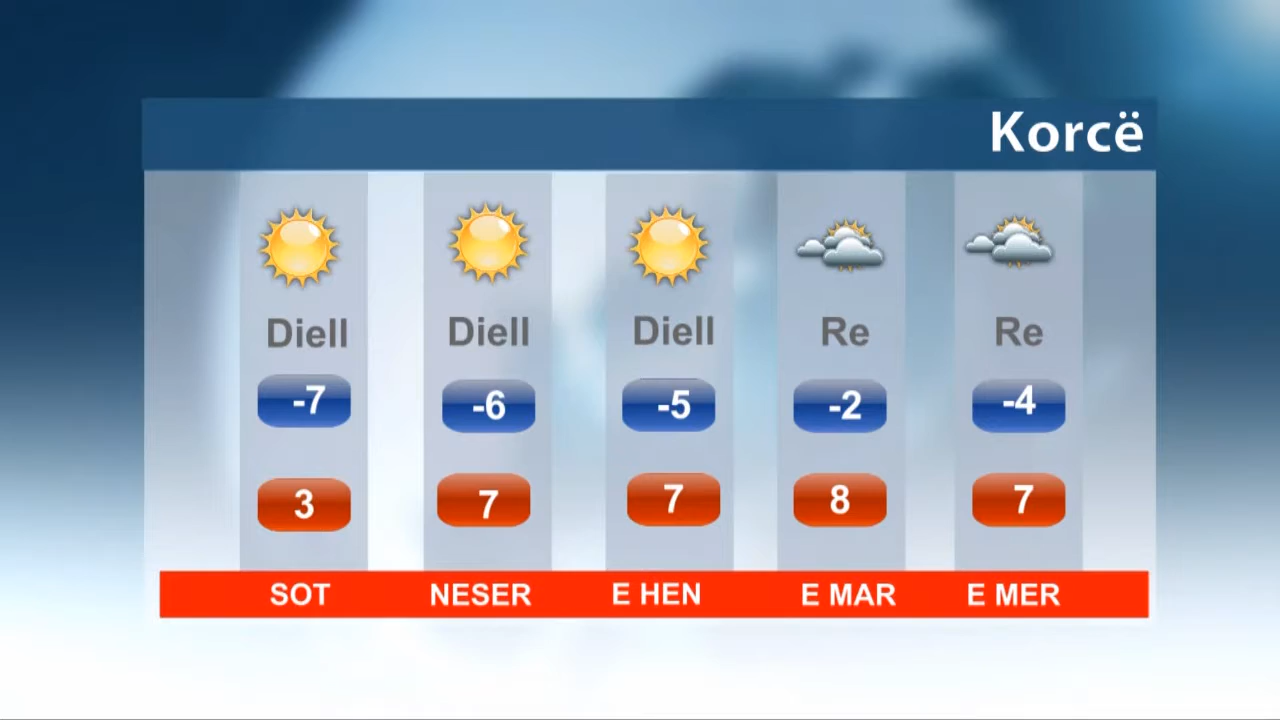 Korcë
Diell Diell Diell Re Re
-7 -6 -5 -2 -4
3 7 7 8 7
SOT NESER E HEN E MAR E MER